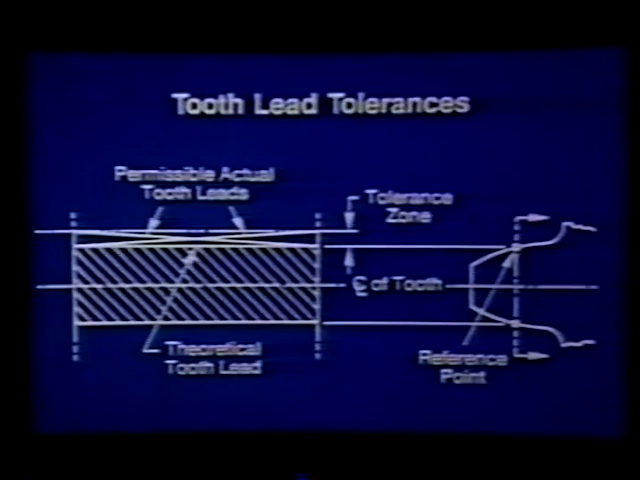 Tooth Lead Tolerances
Permissible Actual
Tooth Leads
Tolerance
Zone
℄ of Tooth
Theoretical
Tooth Lead
Reference
Point